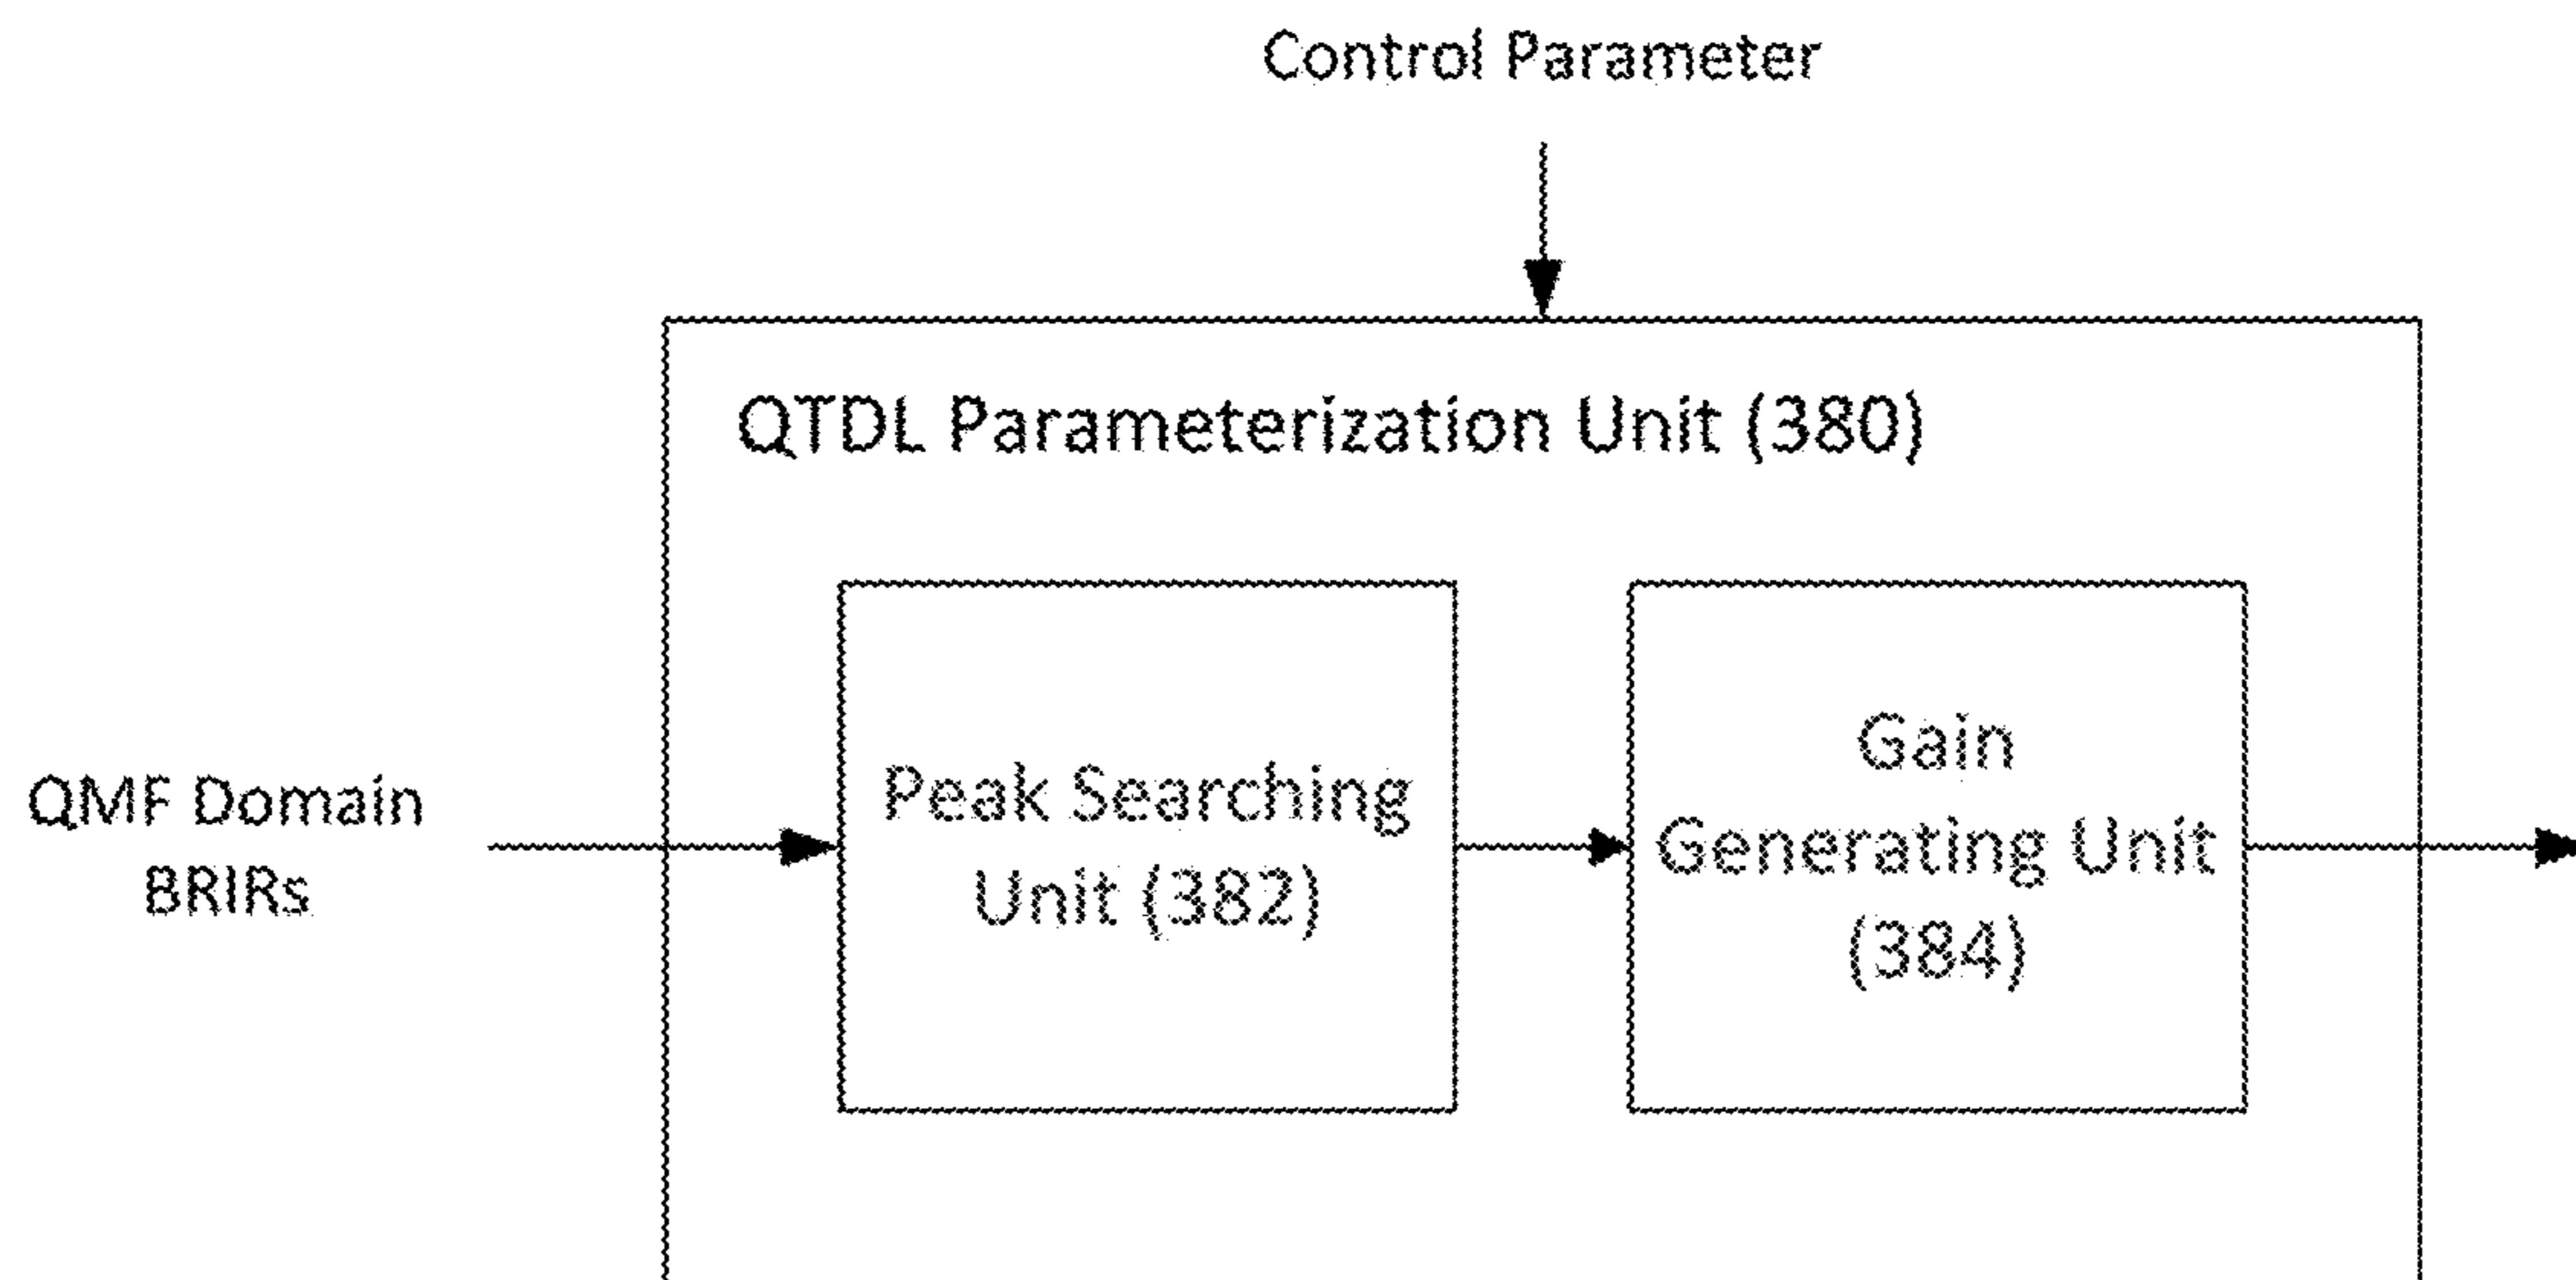 Control Parameter
QTDL Parameterization Unit (380)
QMF Domain
BRIRs
Peak Searching
Unit (382)
Gain
Generating Unit
(384)